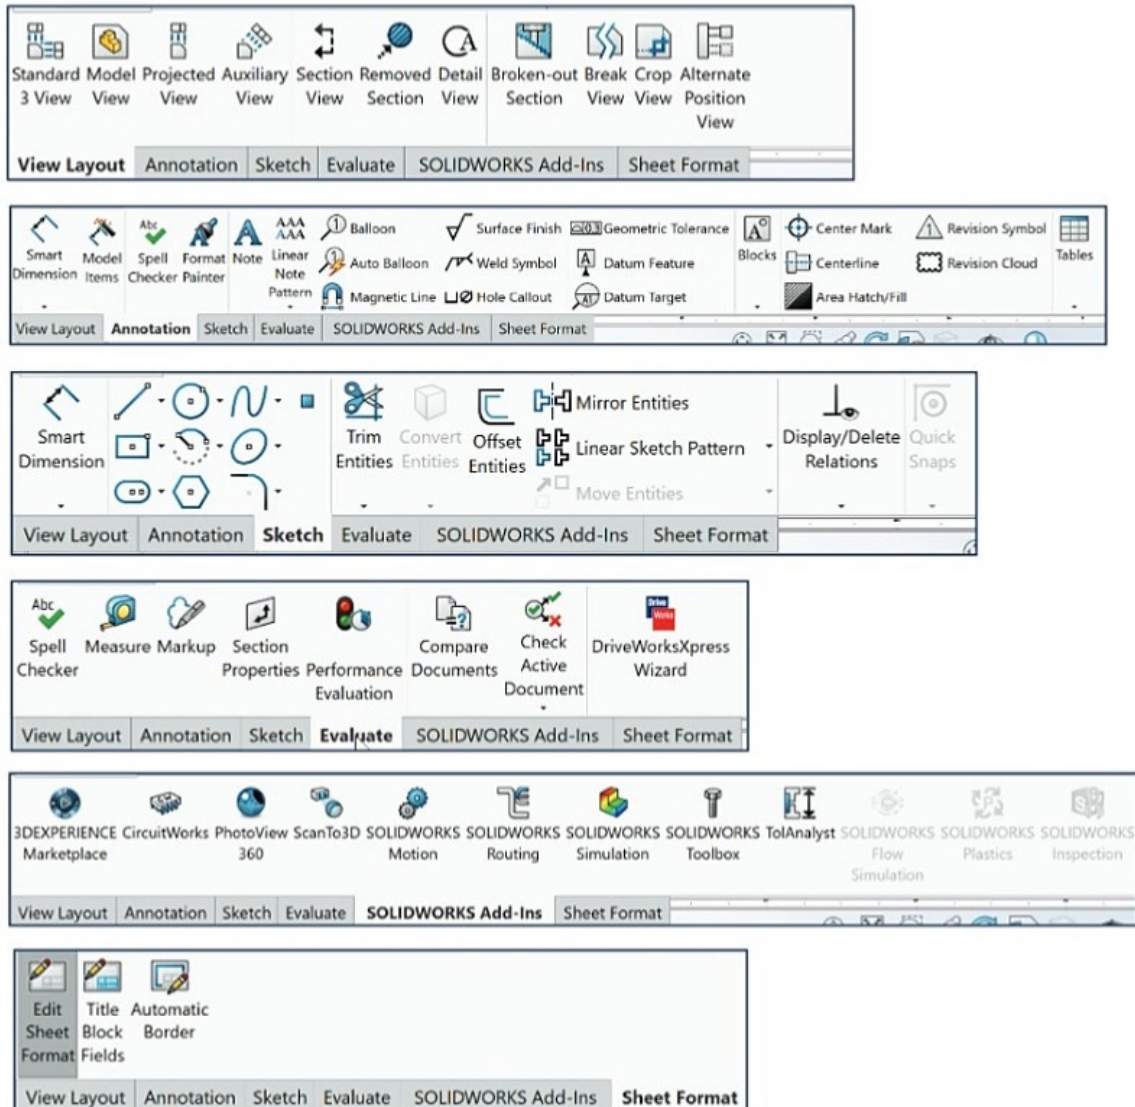 Standard Model Projected Auxiliary Section Removed Detail Broken-out Break Crop Alternate
3 View View View View View Section View Section View View Position
View
View Layout Annotation Sketch Evaluate SOLIDWORKS Add-Ins Sheet Format
Smart Dimension
Model Items
Abc
Spell Checker
Format Painter
Note
AAA
AAA
Linear Note Pattern
1 Balloon
Auto Balloon
Magnetic Line
Surface Finish
Weld Symbol
Hole Callout
Geometric Tolerance
A Datum Feature
A1 Datum Target
A
Blocks
Center Mark
Centerline
Area Hatch/Fill
1 Revision Symbol
Revision Cloud
Tables
View Layout Annotation Sketch Evaluate SOLIDWORKS Add-Ins Sheet Format
Smart
Dimension
Trim
Entities
Convert
Entities
Offset
Entities
Mirror Entities
Linear Sketch Pattern
Move Entities
Display/Delete
Relations
Quick
Snaps
View Layout Annotation Sketch Evaluate SOLIDWORKS Add-Ins Sheet Format
Abc
Spell
Checker
Measure
Markup
Section
Properties
Performance
Evaluation
Compare
Documents
Check
Active
Document
Drive
Works
DriveWorksXpress
Wizard
View Layout Annotation Sketch Evaluate SOLIDWORKS Add-Ins Sheet Format
3DEXPERIENCE CircuitWorks PhotoView ScanTo3D SOLIDWORKS SOLIDWORKS SOLIDWORKS SOLIDWORKS TolAnalyst SOLIDWORKS SOLIDWORKS SOLIDWORKS
Marketplace 360 Motion Routing Simulation Toolbox Flow Plastics Inspection
Simulation
View Layout Annotation Sketch Evaluate SOLIDWORKS Add-Ins Sheet Format
Edit Title Automatic
Sheet Block Border
Format Fields
View Layout Annotation Sketch Evaluate SOLIDWORKS Add-Ins Sheet Format